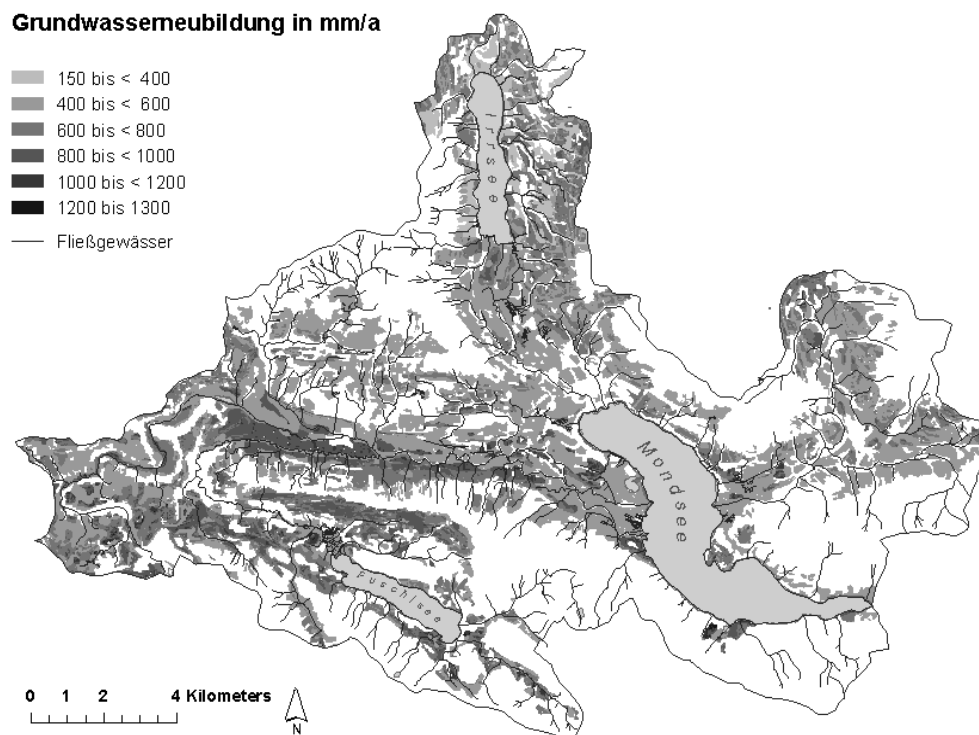 Grundwasserneubildung in mm/a
150 bis < 400
400 bis < 600
600 bis < 800
800 bis < 1000
1000 bis < 1200
1200 bis 1300
Fließgewässer
Irrsee
Mondsee
Fuschlsee
0 1 2 4 Kilometers
N